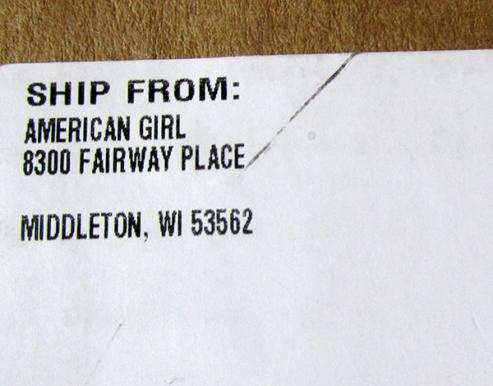 SHIP FROM:
AMERICAN GIRL
8300 FAIRWAY PLACE
MIDDLETON, WI 53562